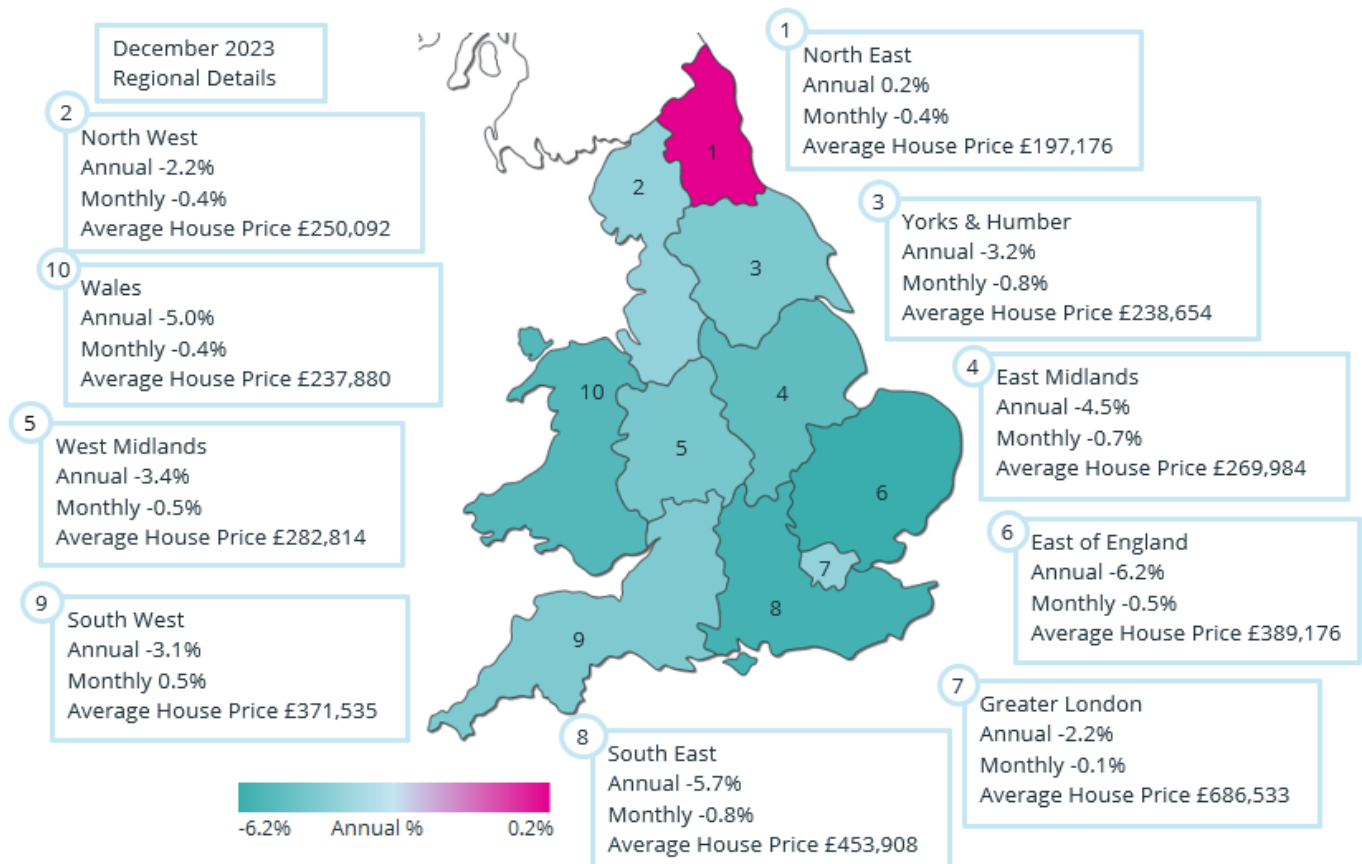 December 2023
Regional Details
1
North East
Annual 0.2%
Monthly -0.4%
Average House Price £197,176
2
North West
Annual -2.2%
Monthly -0.4%
Average House Price £250,092
3
Yorks & Humber
Annual -3.2%
Monthly -0.8%
Average House Price £238,654
10
Wales
Annual -5.0%
Monthly -0.4%
Average House Price £237,880
4
East Midlands
Annual -4.5%
Monthly -0.7%
Average House Price £269,984
5
West Midlands
Annual -3.4%
Monthly -0.5%
Average House Price £282,814
6
East of England
Annual -6.2%
Monthly -0.5%
Average House Price £389,176
9
South West
Annual -3.1%
Monthly 0.5%
Average House Price £371,535
7
Greater London
Annual -2.2%
Monthly -0.1%
Average House Price £686,533
8
South East
Annual -5.7%
Monthly -0.8%
Average House Price £453,908
1
2
3
10
4
5
6
7
8
9
-6.2% Annual % 0.2%